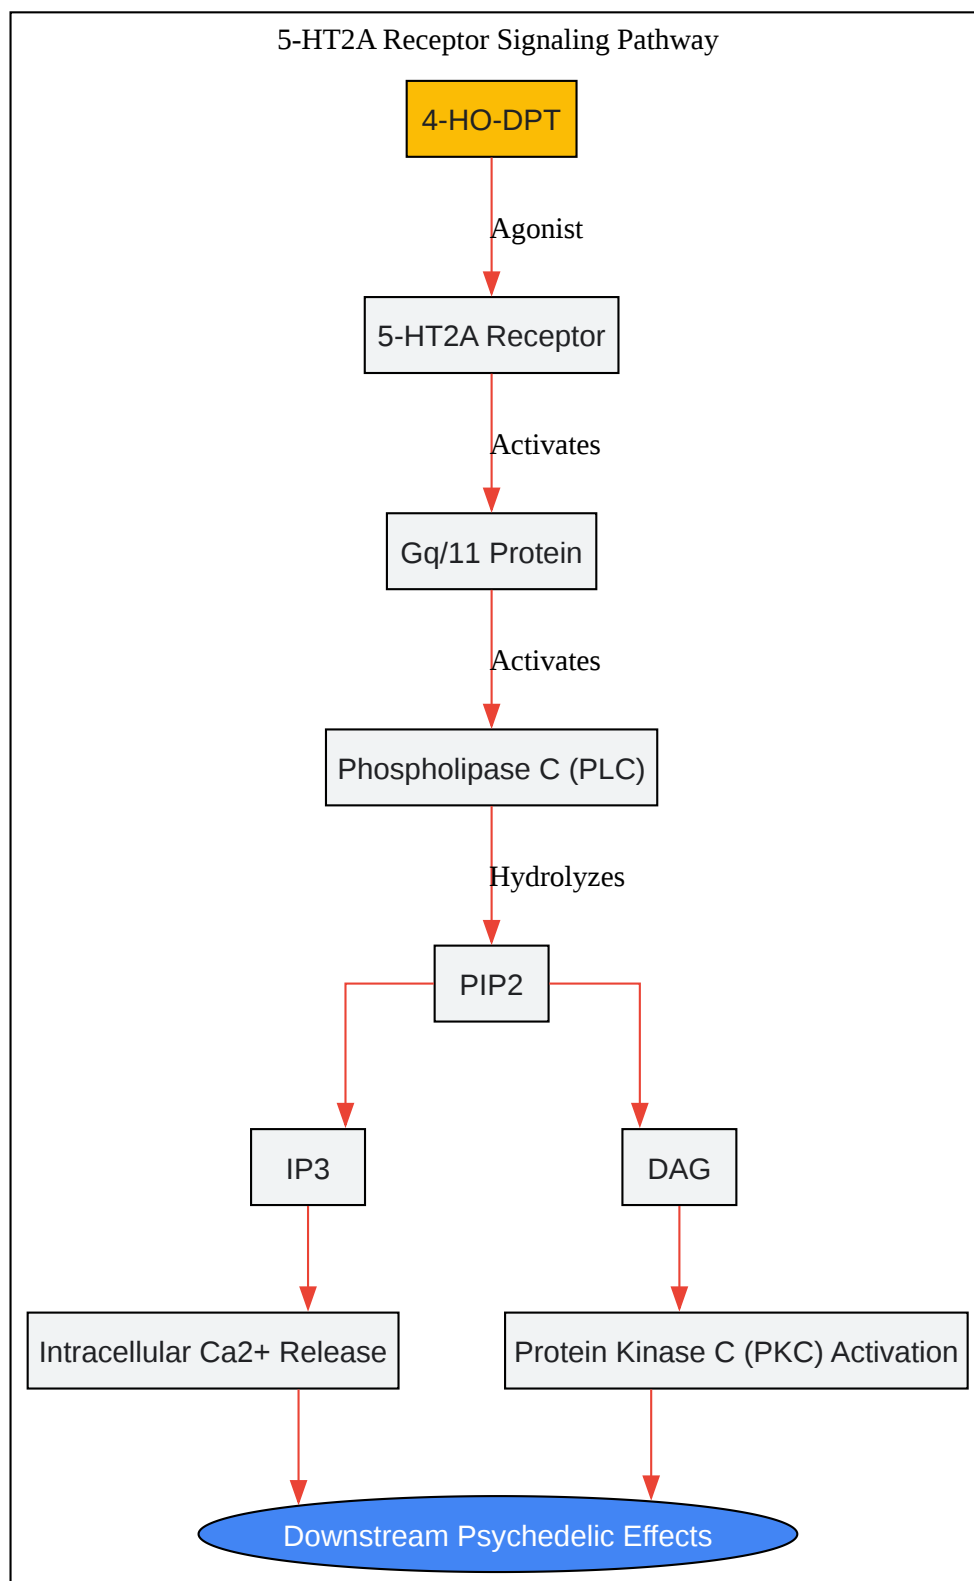 5-HT2A Receptor Signaling Pathway
4-HO-DPT
Agonist
5-HT2A Receptor
Activates
Gq/11 Protein
Activates
Phospholipase C (PLC)
Hydrolyzes
PIP2
IP3
DAG
Intracellular Ca2+ Release
Protein Kinase C (PKC) Activation
Downstream Psychedelic Effects